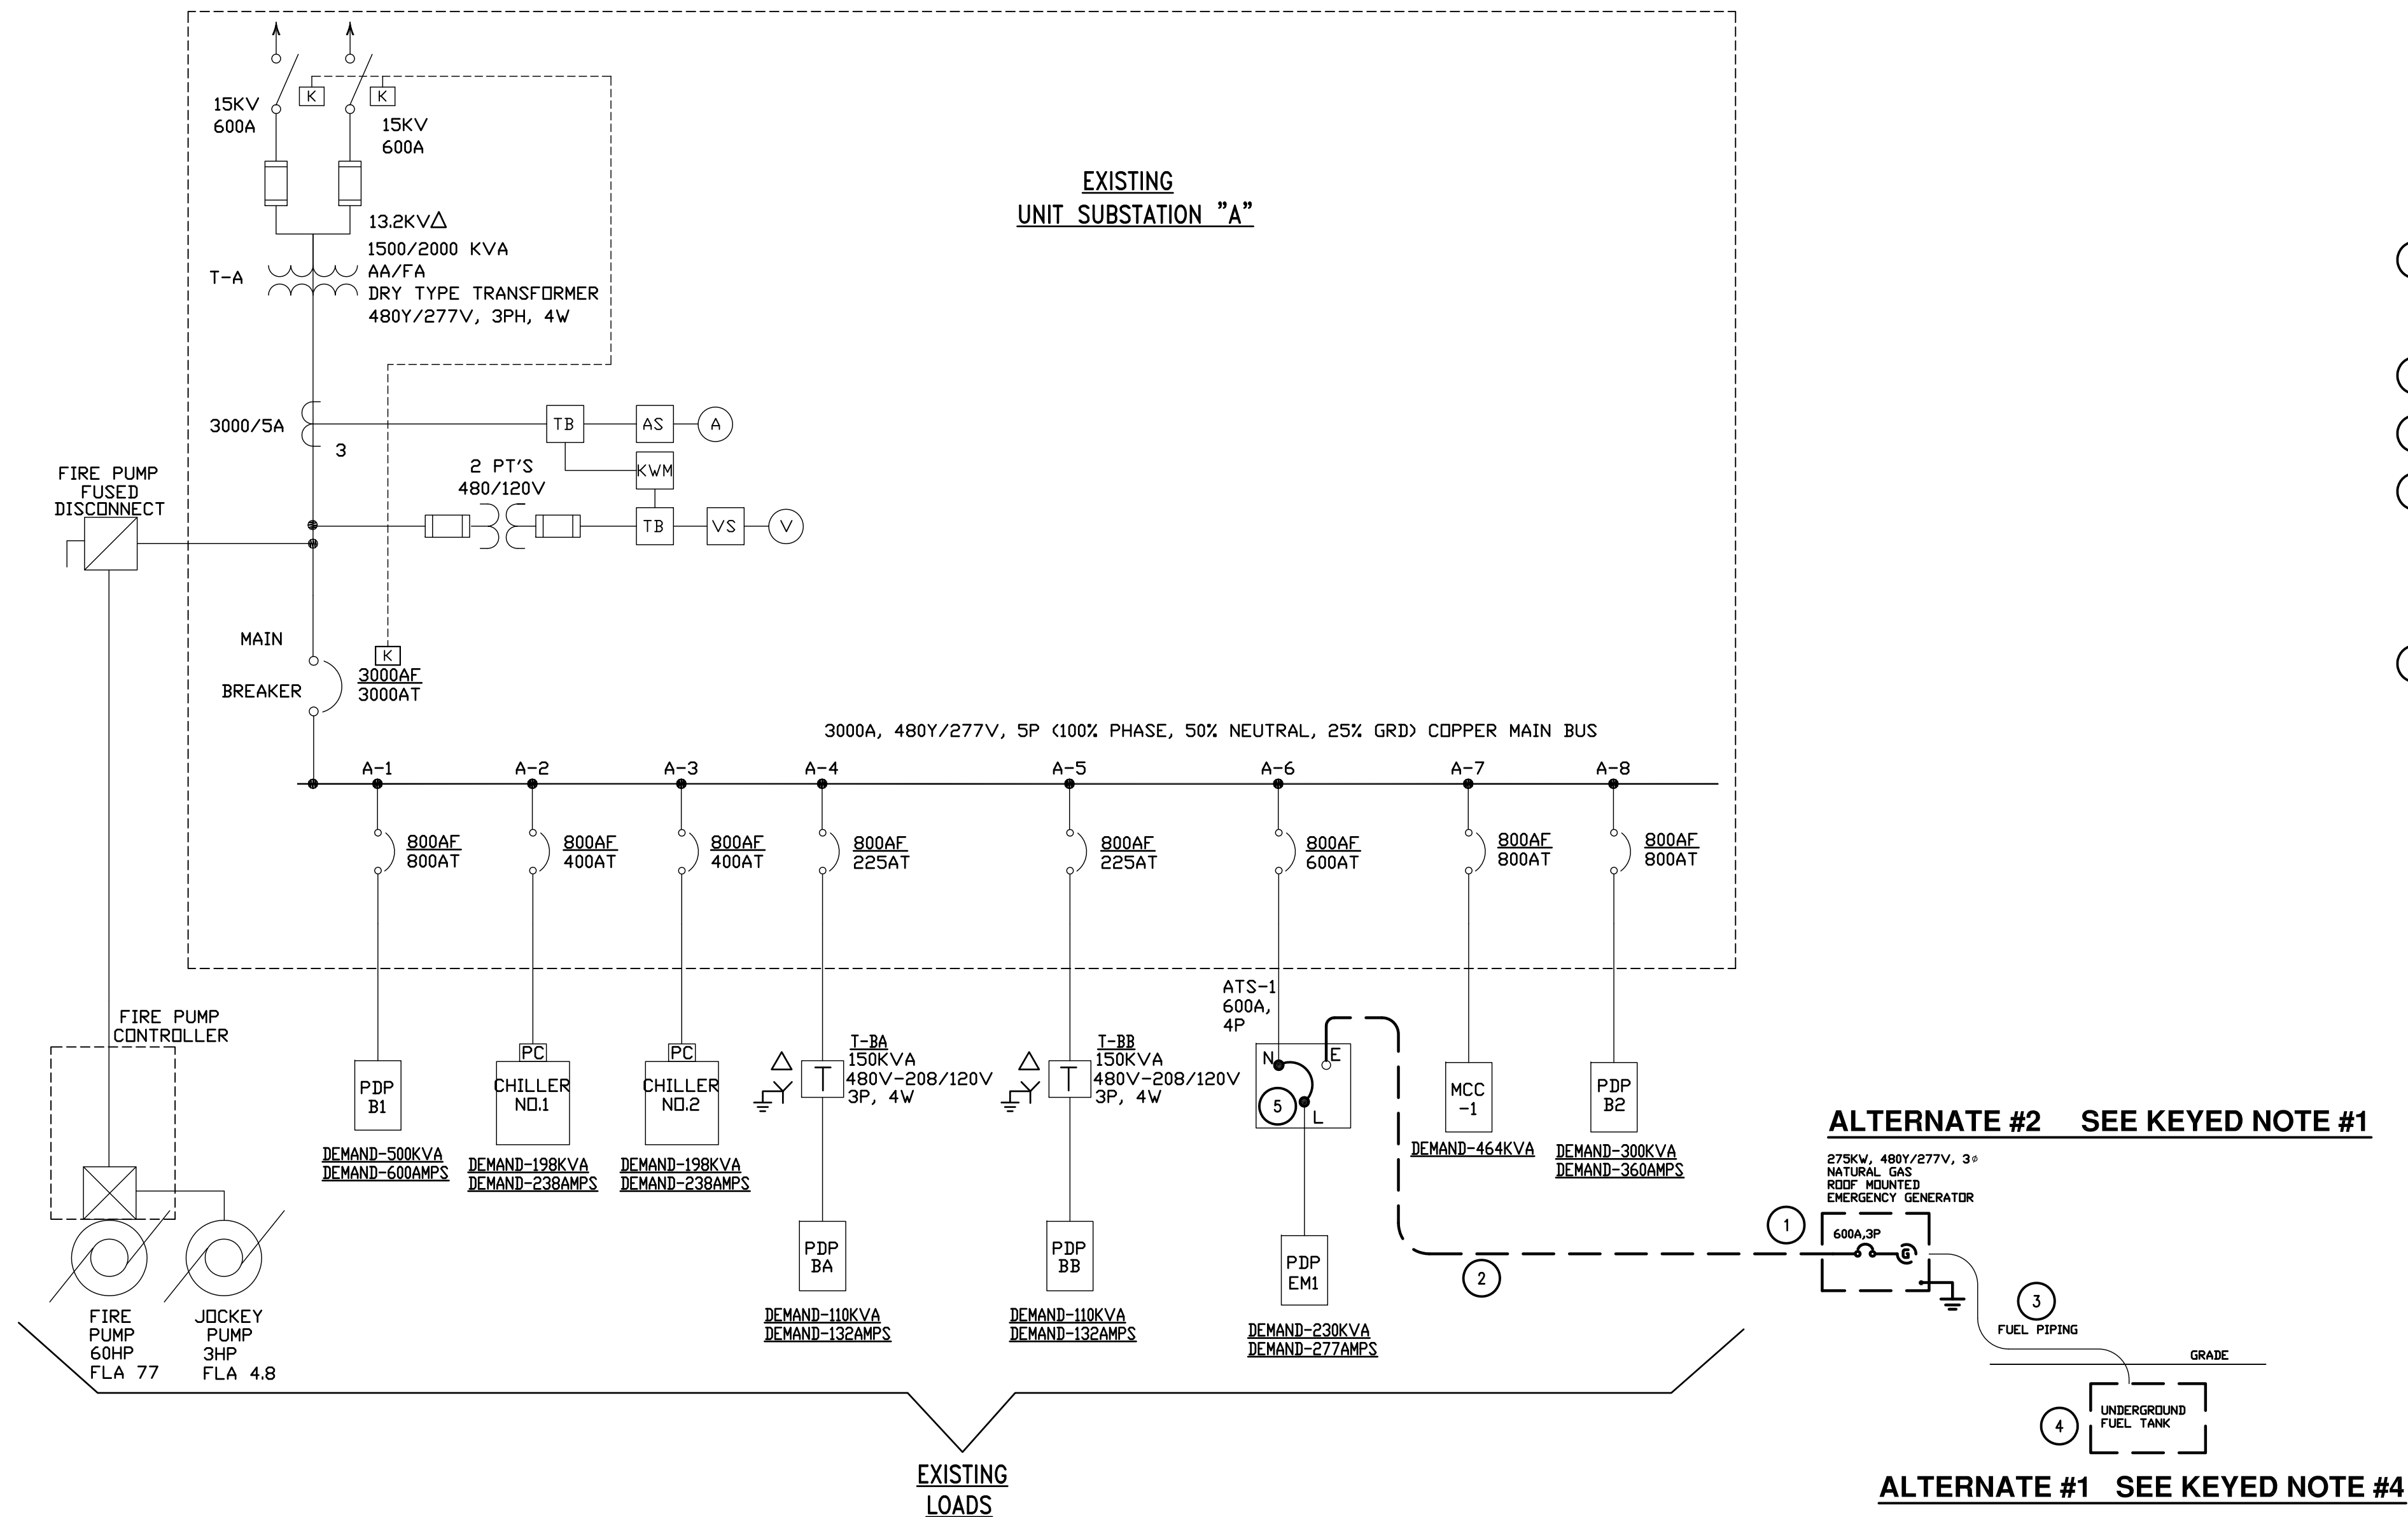 EXISTING
UNIT SUBSTATION "A"
K
K
15KV
600A
15KV
600A
13.2KV△
1500/2000 KVA
AA/FA
DRY TYPE TRANSFORMER
480Y/277V, 3PH, 4W
T-A
3000/5A
3
TB
AS
A
KWM
2 PT'S
480/120V
TB
VS
V
FIRE PUMP
FUSED
DISCONNECT
MAIN
BREAKER
K
3000AF
3000AT
3000A, 480Y/277V, 5P (100% PHASE, 50% NEUTRAL, 25% GRD) COPPER MAIN BUS
A-1
A-2
A-3
A-4
A-5
A-6
A-7
A-8
800AF
800AT
800AF
400AT
800AF
400AT
800AF
225AT
800AF
225AT
800AF
600AT
800AF
800AT
800AF
800AT
FIRE PUMP
CONTROLLER
PDP
B1
DEMAND-500KVA
DEMAND-600AMPS
PC
CHILLER
NO.1
DEMAND-198KVA
DEMAND-238AMPS
PC
CHILLER
NO.2
DEMAND-198KVA
DEMAND-238AMPS
T-BA
150KVA
480V-208/120V
3P, 4W
T
PDP
BA
DEMAND-110KVA
DEMAND-132AMPS
T-BB
150KVA
480V-208/120V
3P, 4W
T
PDP
BB
DEMAND-110KVA
DEMAND-132AMPS
ATS-1
600A,
4P
N
E
5
L
PDP
EM1
DEMAND-230KVA
DEMAND-277AMPS
MCC
-1
DEMAND-464KVA
PDP
B2
DEMAND-300KVA
DEMAND-360AMPS
FIRE
PUMP
60HP
FLA 77
JOCKEY
PUMP
3HP
FLA 4.8
EXISTING
LOADS
ALTERNATE #2 SEE KEYED NOTE #1
275KW, 480Y/277V, 3⌀
NATURAL GAS
ROOF MOUNTED
EMERGENCY GENERATOR
1
600A,3P
G
2
3
FUEL PIPING
GRADE
UNDERGROUND
FUEL TANK
4
ALTERNATE #1 SEE KEYED NOTE #4